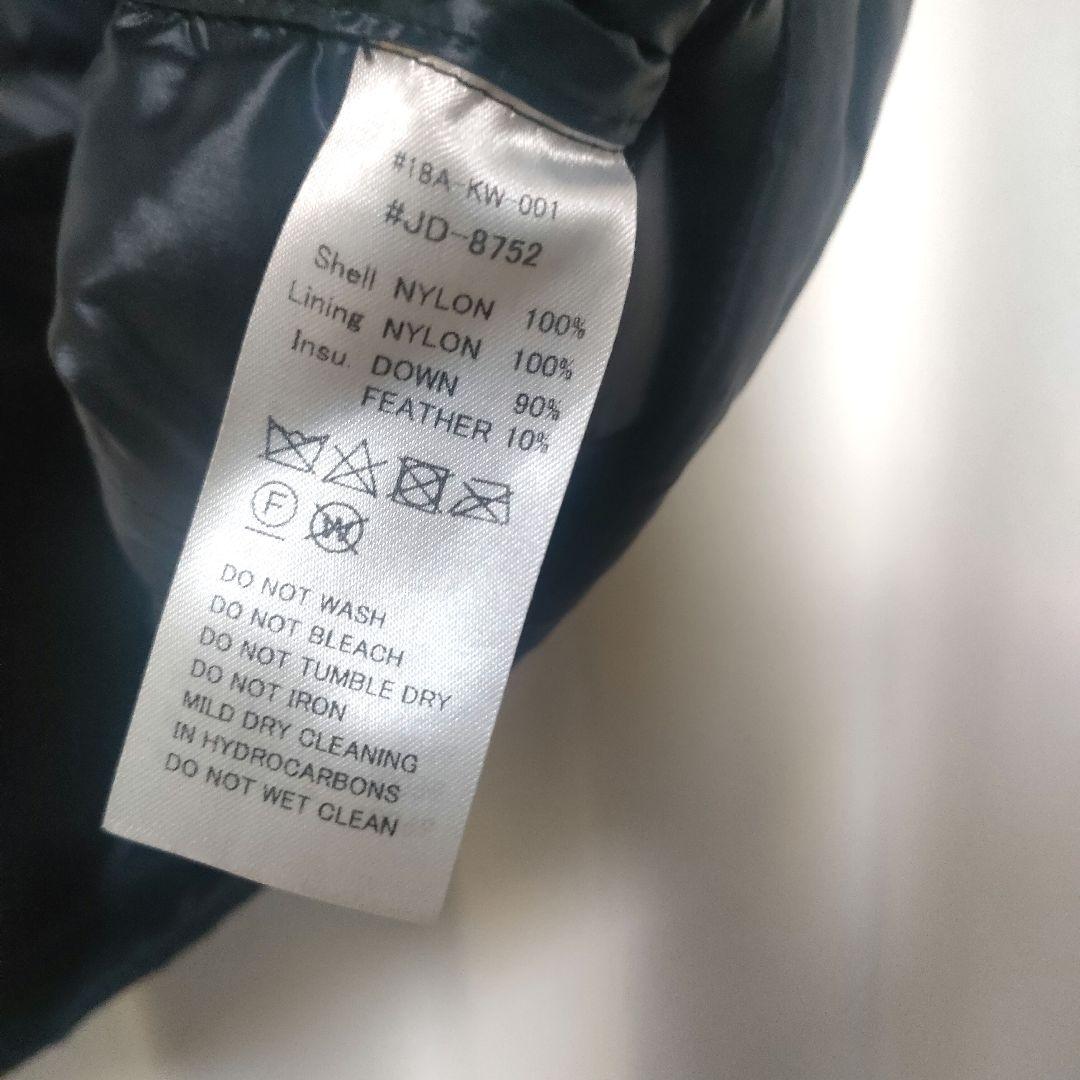 #18A-KW-001
#JD-8752
Shell NYLON 100%
Lining NYLON 100%
Insu. DOWN 90%
FEATHER 10%
F
W
DO NOT WASH
DO NOT BLEACH
DO NOT TUMBLE DRY
DO NOT IRON
MILD DRY CLEANING
IN HYDROCARBONS
DO NOT WET CLEAN